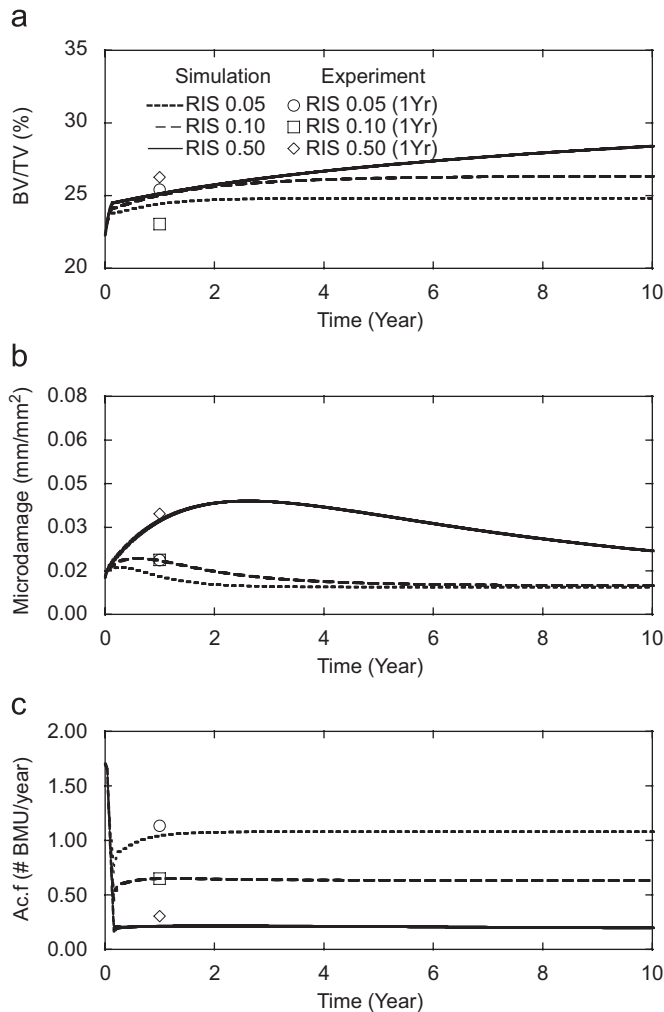 a
35
30
25
20
BV/TV (%)
Simulation Experiment
RIS 0.05 RIS 0.05 (1Yr)
RIS 0.10 RIS 0.10 (1Yr)
RIS 0.50 RIS 0.50 (1Yr)
0 2 4 6 8 10
Time (Year)
b
0.08
0.06
0.05
0.03
0.02
0.00
Microdamage (mm/mm²)
0 2 4 6 8 10
Time (Year)
c
2.00
1.50
1.00
0.50
0.00
Ac.f (# BMU/year)
0 2 4 6 8 10
Time (Year)